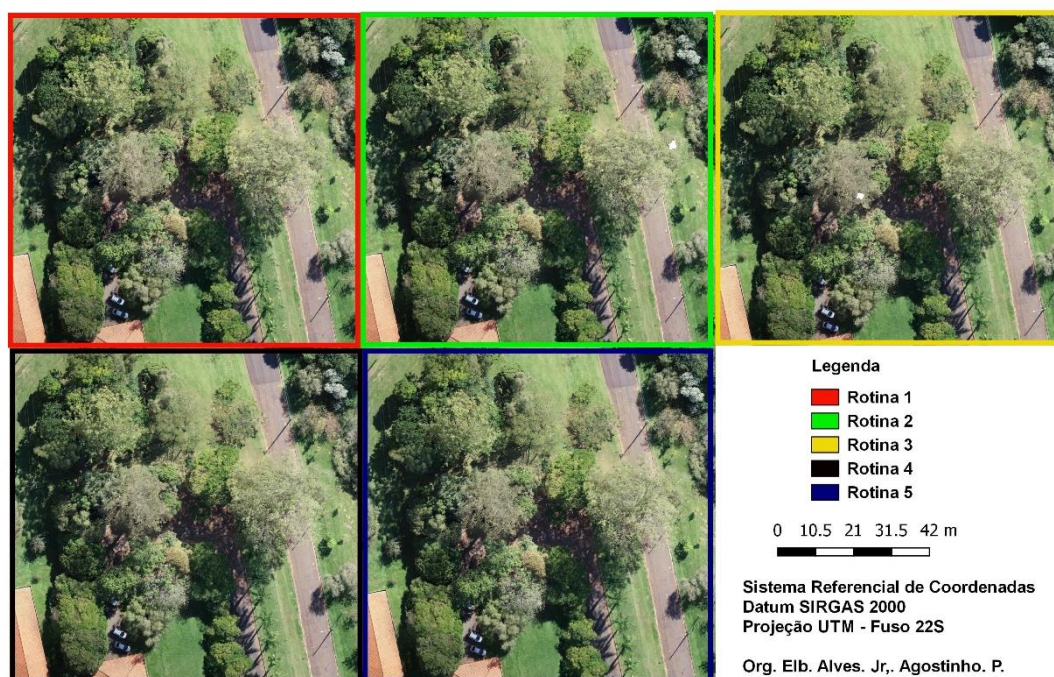 Legenda
Rotina 1
Rotina 2
Rotina 3
Rotina 4
Rotina 5
0 10.5 21 31.5 42 m
Sistema Referencial de Coordenadas
Datum SIRGAS 2000
Projeção UTM - Fuso 22S
Org. Elb. Alves. Jr,. Agostinho. P.